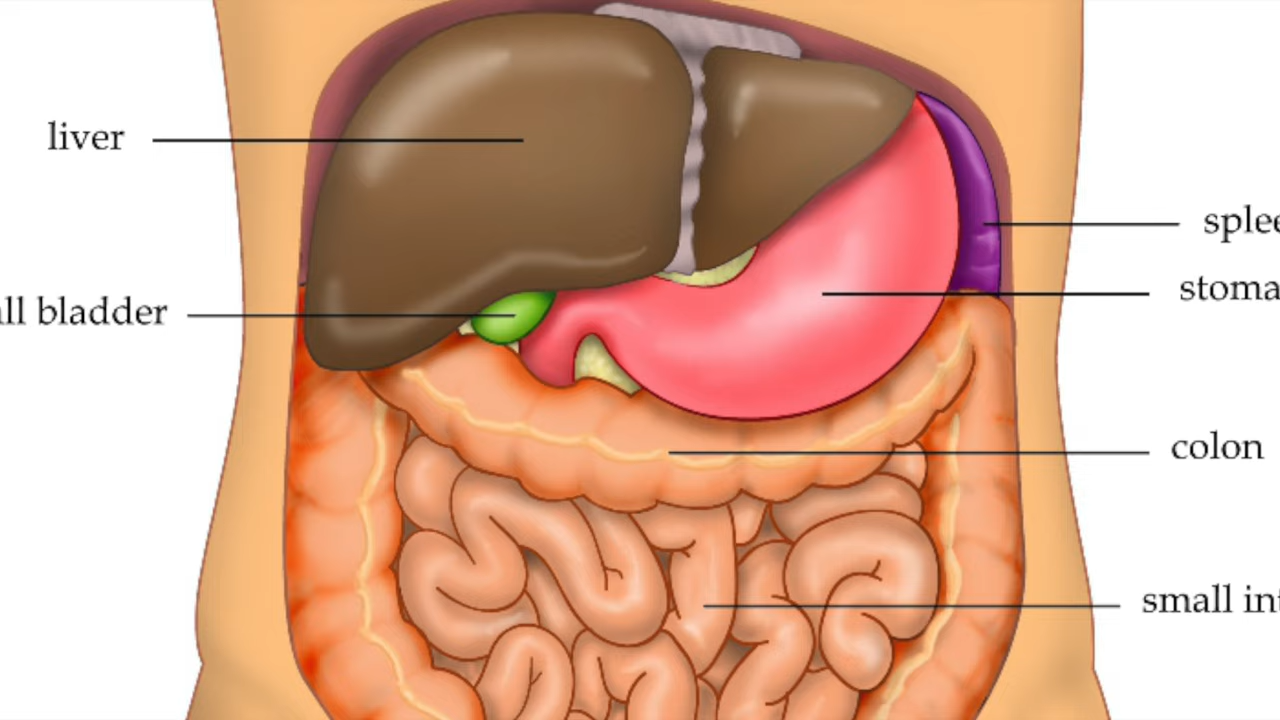 liver
splee
stoma
ll bladder
colon
small int